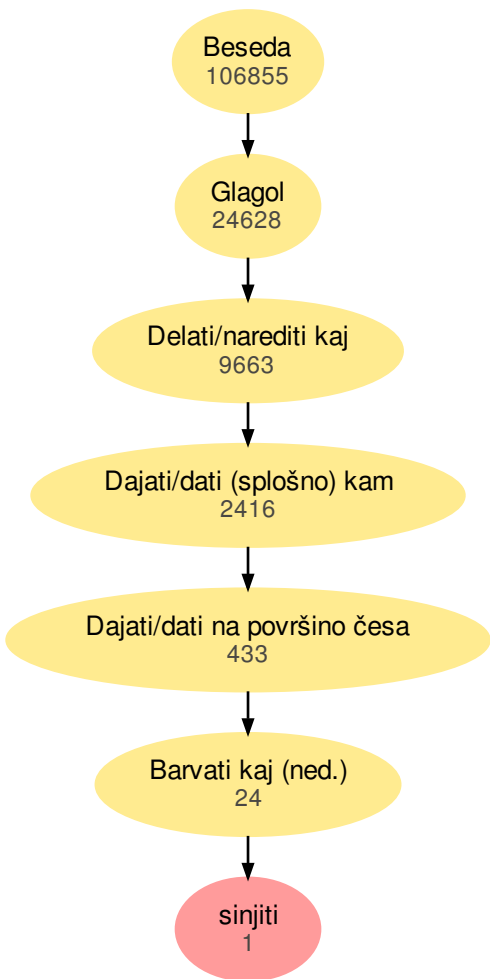 Beseda
106855
Glagol
24628
Delati/narediti kaj
9663
Dajati/dati (splošno) kam
2416
Dajati/dati na površino česa
433
Barvati kaj (ned.)
24
sinjiti
1